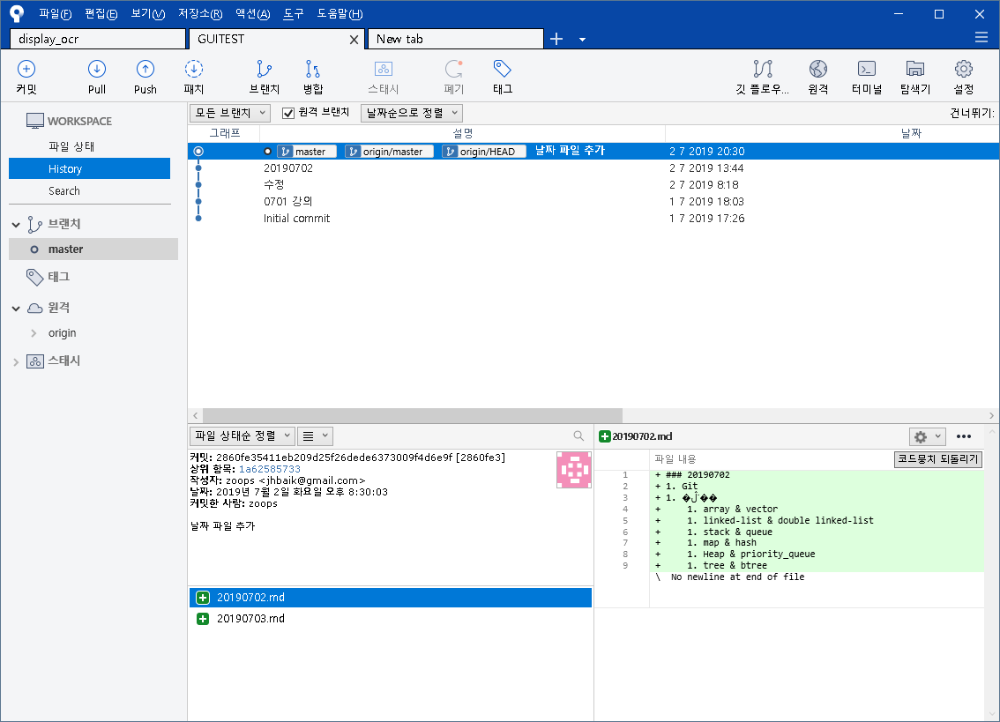 파일(F) 편집(E) 보기(V) 저장소(R) 액션(A) 도구 도움말(H)
display_ocr GUITEST New tab
커밋 Pull Push 패치 브랜치 병합 스태시 폐기 태그 깃 플로우... 원격 터미널 탐색기 설정
WORKSPACE
파일 상태
History
Search
브랜치
master
태그
원격
origin
스태시
모든 브랜치 원격 브랜치 날짜순으로 정렬 건너뛰기:
그래프 설명 날짜
master origin/master origin/HEAD 날짜 파일 추가 2 7 2019 20:30
20190702 2 7 2019 13:44
수정 2 7 2019 8:18
0701 강의 1 7 2019 18:03
Initial commit 1 7 2019 17:26
파일 상태순 정렬
커밋: 2860fe35411eb209d25f26dede6373009f4d6e9f [2860fe3]
상위 항목: 1a62585733
작성자: zoops <jhbaik@gmail.com>
날짜: 2019년 7월 2일 화요일 오후 8:30:03
커밋한 사람: zoops
날짜 파일 추가
20190702.md
20190703.md
20190702.md
파일 내용 코드뭉치 되돌리기
1 + ### 20190702
2 + 1. Git
3 + 1.
4 + 1. array & vector
5 + 1. linked-list & double linked-list
6 + 1. stack & queue
7 + 1. map & hash
8 + 1. Heap & priority_queue
9 + 1. tree & btree
\ No newline at end of file